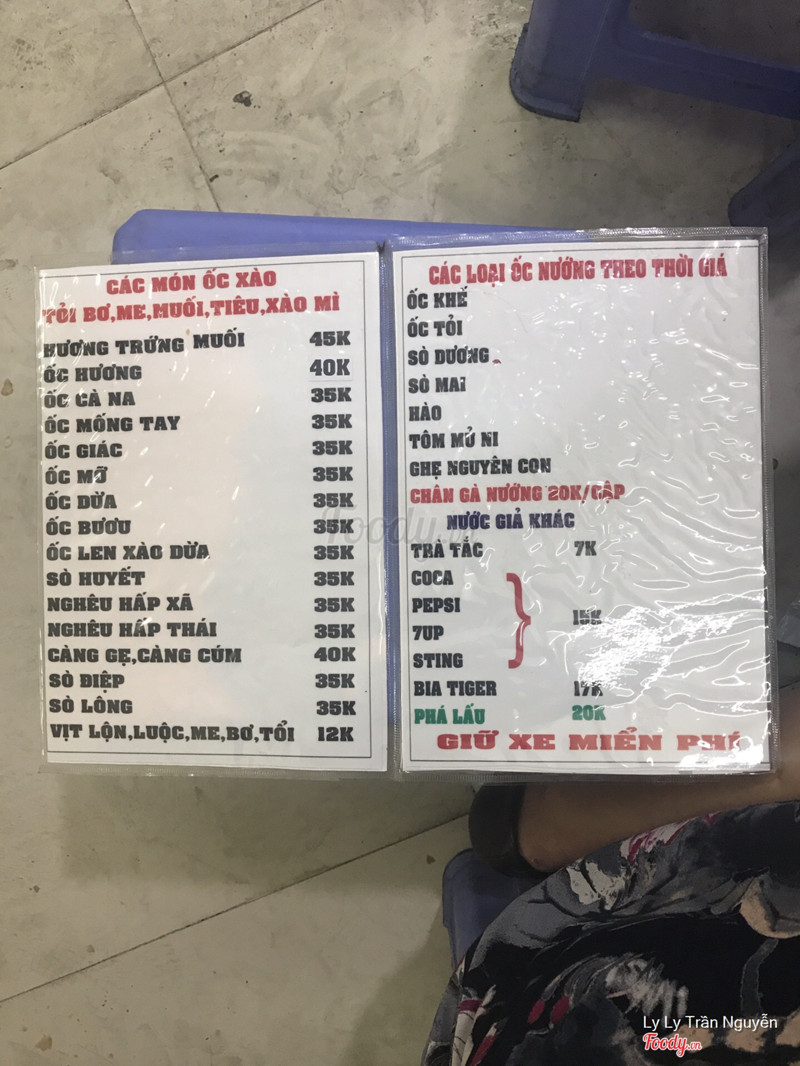 CÁC MÓN ỐC XÀO
TỎI BƠ,ME,MUỐI,TIÊU,XÀO MÌ
HƯƠNG TRỨNG MUỐI 45K
ỐC HƯƠNG 40K
ỐC CÀ NA 35K
ỐC MỐNG TAY 35K
ỐC GIÁC 35K
ỐC MỠ 35K
ỐC DỪA 35K
ỐC BƯƠU 35K
ỐC LEN XÀO DỪA 35K
SÒ HUYẾT 35K
NGHÊU HẤP XÃ 35K
NGHÊU HẤP THÁI 35K
CÀNG GẸ,CÀNG CÚM 40K
SÒ ĐIỆP 35K
SÒ LÔNG 35K
VỊT LỘN,LUỘC,ME,BƠ,TỎI 12K
CÁC LOẠI ỐC NƯỚNG THEO THỜI GIÁ
ỐC KHẾ
ỐC TỎI
SÒ DƯƠNG
SÒ MAI
HÀO
TÔM MỦ NI
GHẸ NGUYÊN CON
CHÂN GÀ NƯỚNG 20K/CẶP
NƯỚC GIẢ KHÁC
TRÀ TẮC 7K
COCA
PEPSI
7UP
STING
15K
BIA TIGER 17K
PHÁ LẤU 20K
GIỮ XE MIỂN PHÍ
Foody.vn
Ly Ly Trần Nguyễn
Foody.vn